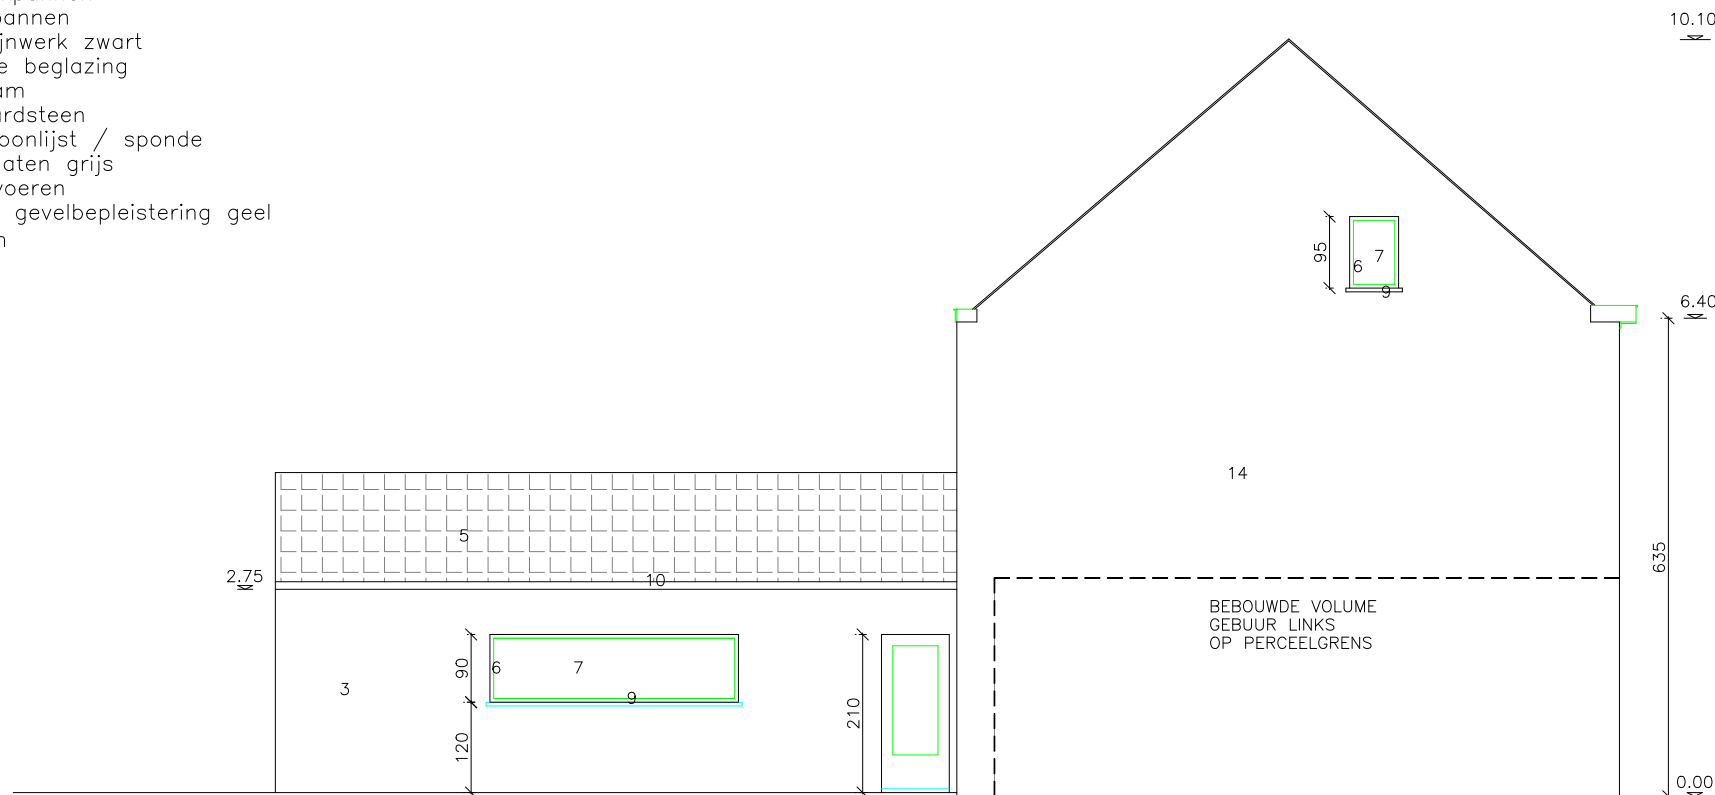 pannen
jnwerk zwart
e beglazing
am
ardsteen
oonlijst / sponde
aten grijs
voeren
gevelbepleistering geel
n
10.10
95
6
7
9
6.40
14
5
635
2.75
10
BEBOUWDE VOLUME
GEBUUR LINKS
OP PERCEELGRENS
90
6
7
9
3
210
120
0.00